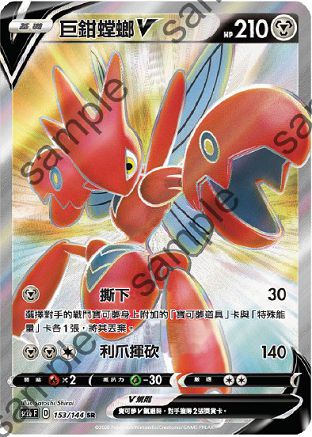 基礎 巨鉗螳螂V HP 210
sample
sample
sample
sample
撕下 30
選擇對手的戰鬥寶可夢身上附加的「寶可夢道具」卡與「特殊能
量」卡各1張，將其丟棄。
利爪揮砍 140
弱點 ×2 抵抗力 -30 撤退
V規則
寶可夢V【昏厥】時，對手獲得2張獎賞卡。
153/144 SR